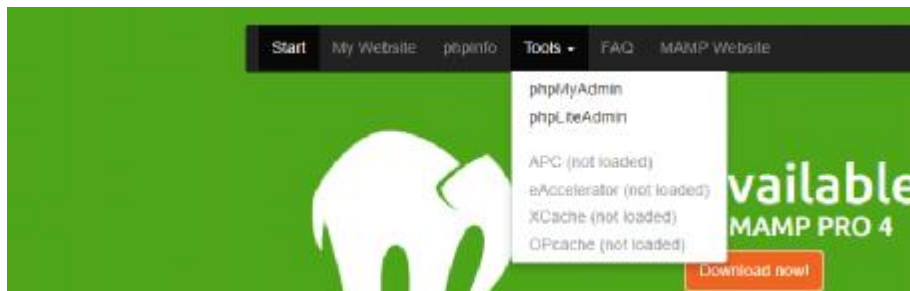 Start My Website phpinfo Tools FAQ MAMP Website
phpMyAdmin
phpLiteAdmin
APC (not loaded)
eAccelerator (not loaded)
XCache (not loaded)
OPcache (not loaded)
vailable
MAMP PRO 4
Download now!